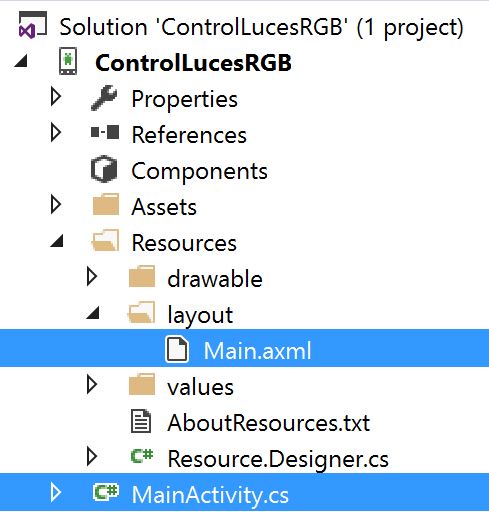 Solution 'ControlLucesRGB' (1 project)
ControlLucesRGB
Properties
References
Components
Assets
Resources
drawable
layout
Main.axml
values
AboutResources.txt
C# Resource.Designer.cs
C# MainActivity.cs